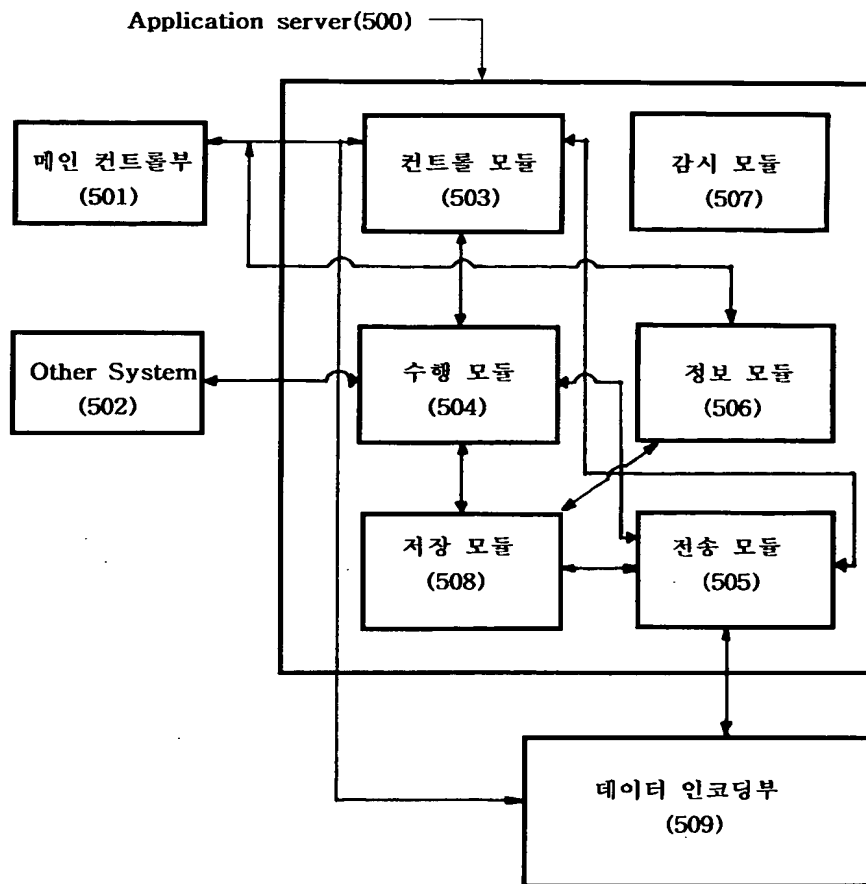 Application server(500)
메인 컨트롤부
(501)
컨트롤 모듈
(503)
감시 모듈
(507)
Other System
(502)
수행 모듈
(504)
정보 모듈
(506)
저장 모듈
(508)
전송 모듈
(505)
데이터 인코딩부
(509)